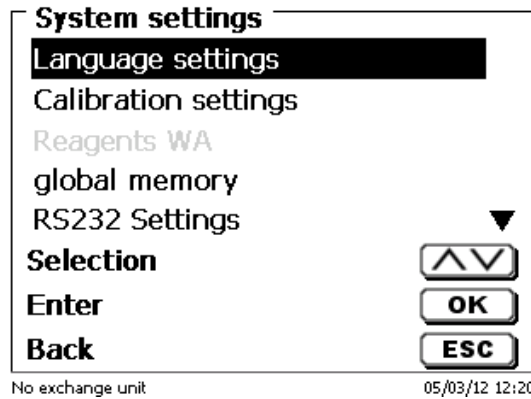 System settings
Language settings
Calibration settings
Reagents WA
global memory
RS232 Settings
Selection
Enter OK
Back ESC
No exchange unit 05/03/12 12:20